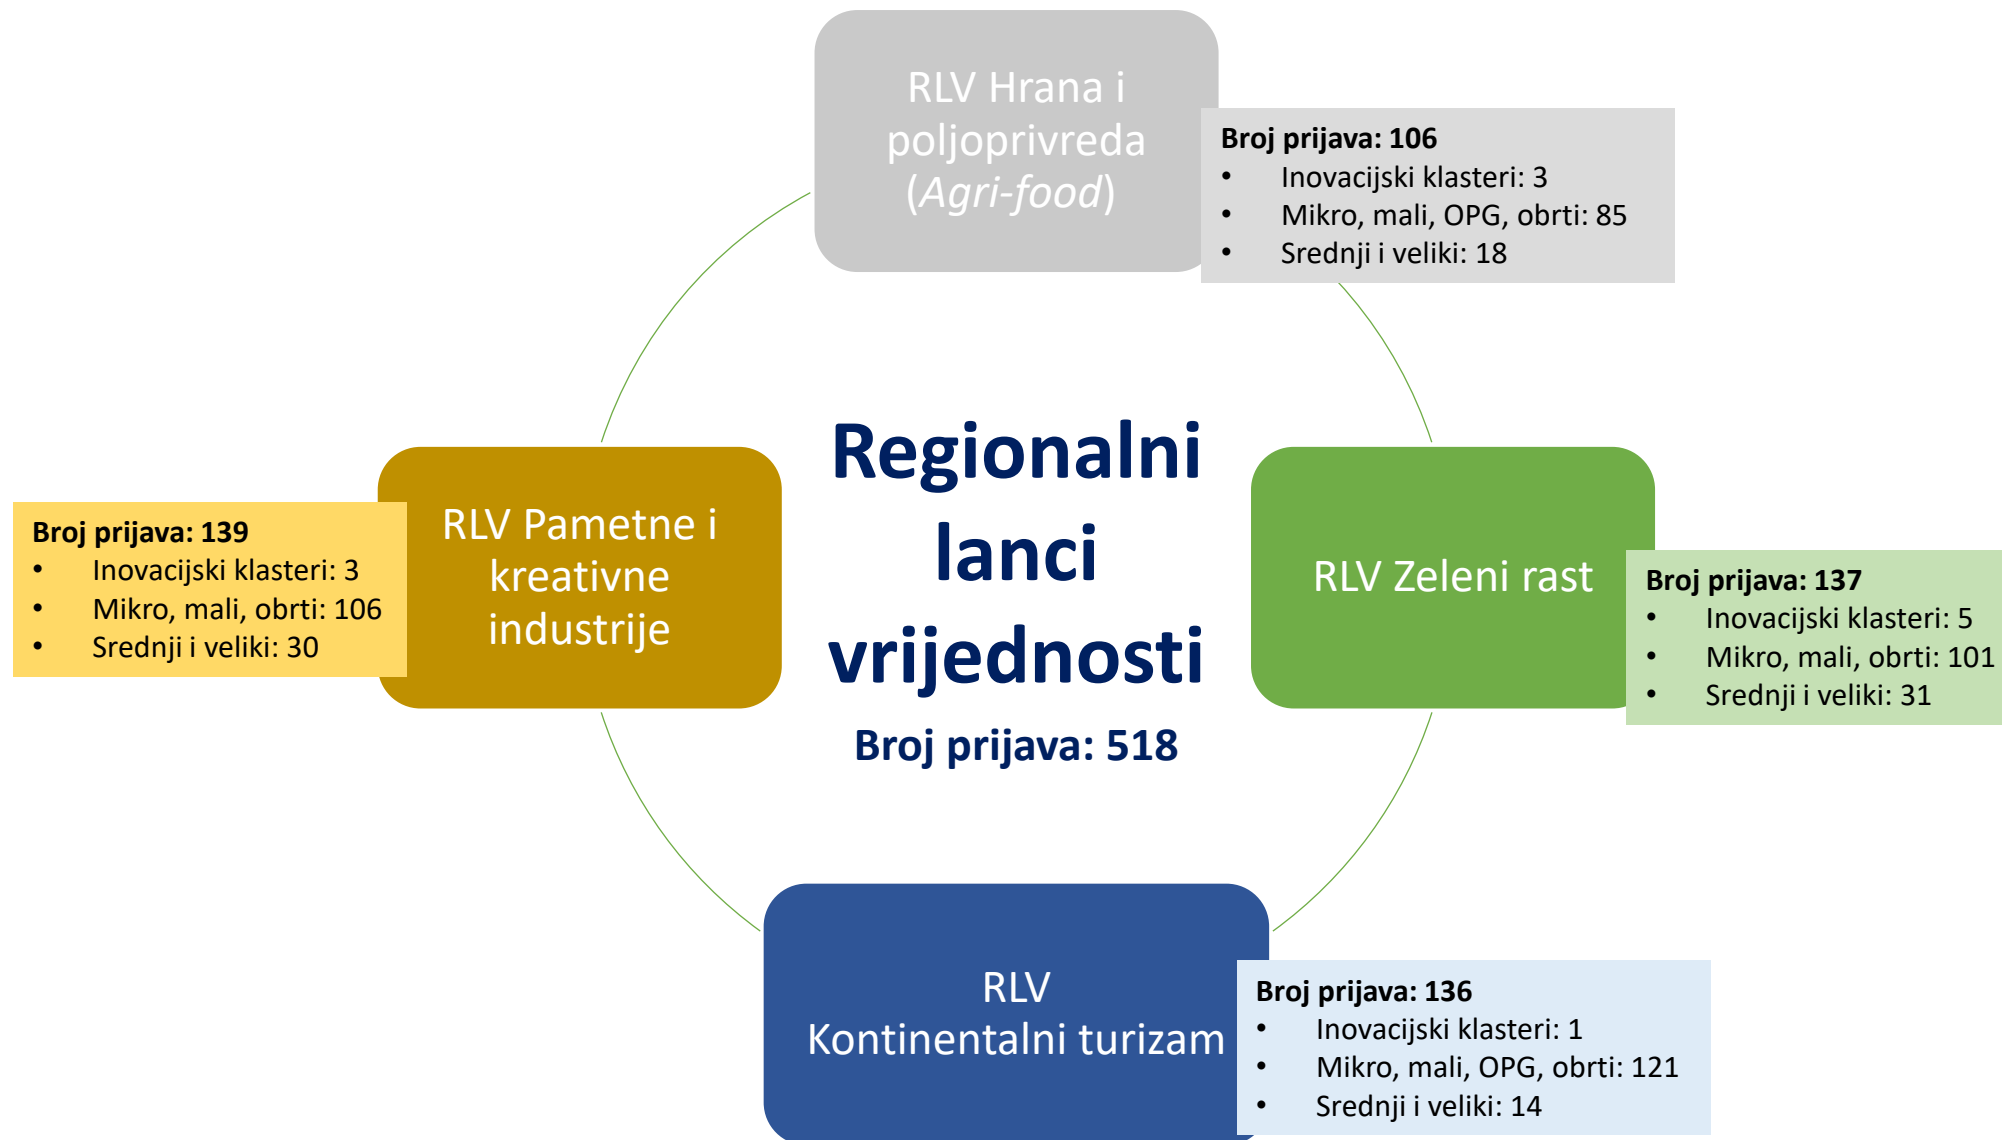 RLV Hrana i
poljoprivreda
(Agri-food)
Broj prijava: 106
• Inovacijski klasteri: 3
• Mikro, mali, OPG, obrti: 85
• Srednji i veliki: 18
Regionalni
lanci
vrijednosti
Broj prijava: 518
RLV Pametne i
kreativne
industrije
Broj prijava: 139
• Inovacijski klasteri: 3
• Mikro, mali, obrti: 106
• Srednji i veliki: 30
RLV Zeleni rast
Broj prijava: 137
• Inovacijski klasteri: 5
• Mikro, mali, obrti: 101
• Srednji i veliki: 31
RLV
Kontinentalni turizam
Broj prijava: 136
• Inovacijski klasteri: 1
• Mikro, mali, OPG, obrti: 121
• Srednji i veliki: 14